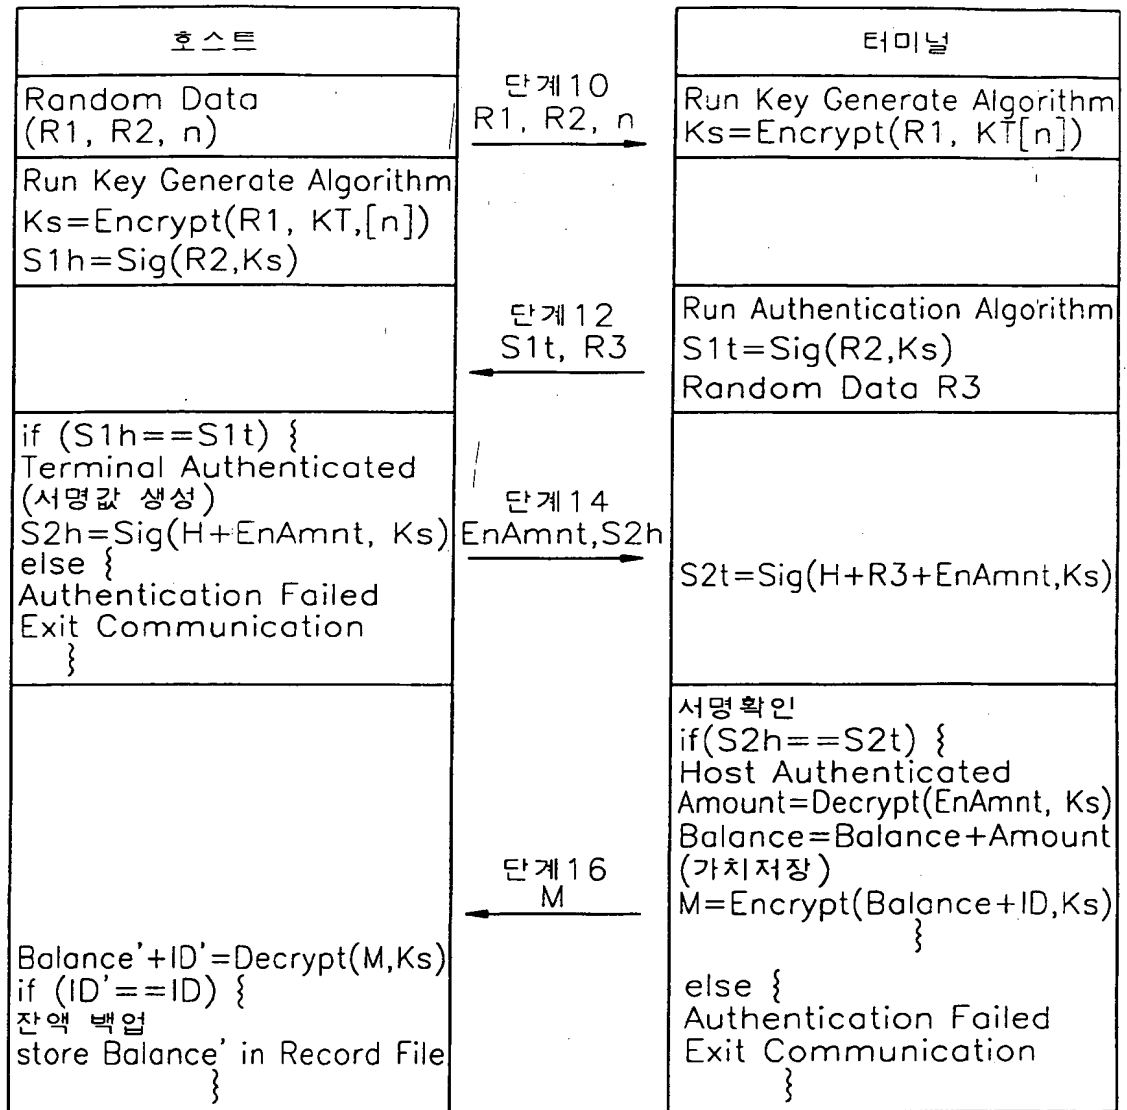 호스트
터미널
Random Data
(R1, R2, n)
단계10
R1, R2, n
Run Key Generate Algorithm
Ks=Encrypt(R1, KT[n])
Run Key Generate Algorithm
Ks=Encrypt(R1, KT,[n])
S1h=Sig(R2,Ks)
단계12
S1t, R3
Run Authentication Algorithm
S1t=Sig(R2,Ks)
Random Data R3
if (S1h==S1t) {
Terminal Authenticated
(서명값 생성)
S2h=Sig(H+EnAmnt, Ks)
else {
Authentication Failed
Exit Communication
}
단계14
EnAmnt,S2h
S2t=Sig(H+R3+EnAmnt,Ks)
서명확인
if(S2h==S2t) {
Host Authenticated
Amount=Decrypt(EnAmnt, Ks)
Balance=Balance+Amount
(가치저장)
M=Encrypt(Balance+ID,Ks)
}
else {
Authentication Failed
Exit Communication
}
단계16
M
Balance'+ID'=Decrypt(M,Ks)
if (ID'==ID) {
잔액 백업
store Balance' in Record File
}